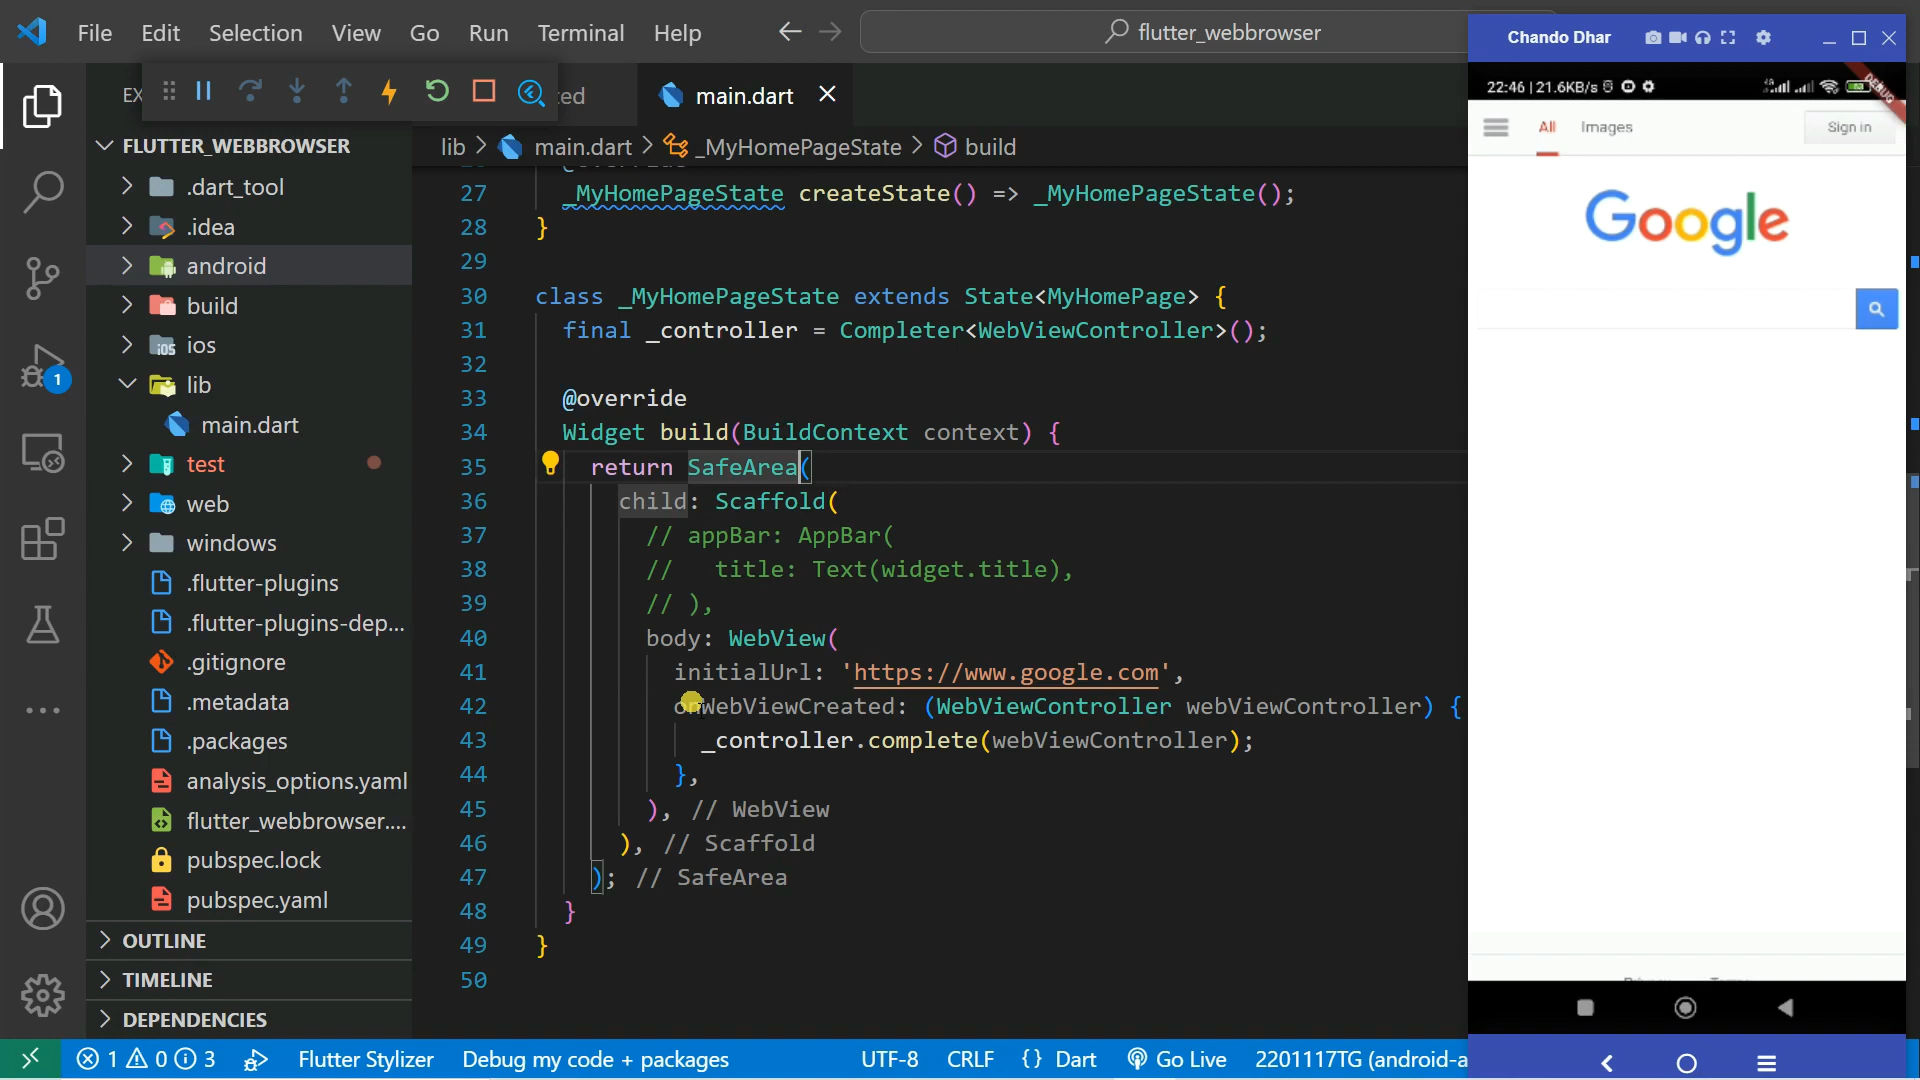 File Edit Selection View Go Run Terminal Help
flutter_webbrowser
EX
ed
main.dart
lib > main.dart > _MyHomePageState > build
FLUTTER_WEBBROWSER
.dart_tool
.idea
android
build
ios
lib
main.dart
test
web
windows
.flutter-plugins
.flutter-plugins-dep...
.gitignore
.metadata
.packages
analysis_options.yaml
flutter_webbrowser....
pubspec.lock
pubspec.yaml
OUTLINE
TIMELINE
DEPENDENCIES
1
27 _MyHomePageState createState() => _MyHomePageState();
28 }
29
30 class _MyHomePageState extends State<MyHomePage> {
31 final _controller = Completer<WebViewController>();
32
33 @override
34 Widget build(BuildContext context) {
35 return SafeArea(
36 child: Scaffold(
37 // appBar: AppBar(
38 //   title: Text(widget.title),
39 // ),
40 body: WebView(
41 initialUrl: 'https://www.google.com',
42 onWebViewCreated: (WebViewController webViewController) {
43 _controller.complete(webViewController);
44 },
45 ), // WebView
46 ), // Scaffold
47 ); // SafeArea
48 }
49 }
50
Chando Dhar
22:46 | 21.6KB/s
DEBUG
All Images Sign in
Google
1 0 3 Flutter Stylizer Debug my code + packages UTF-8 CRLF {} Dart Go Live 2201117TG (android-a